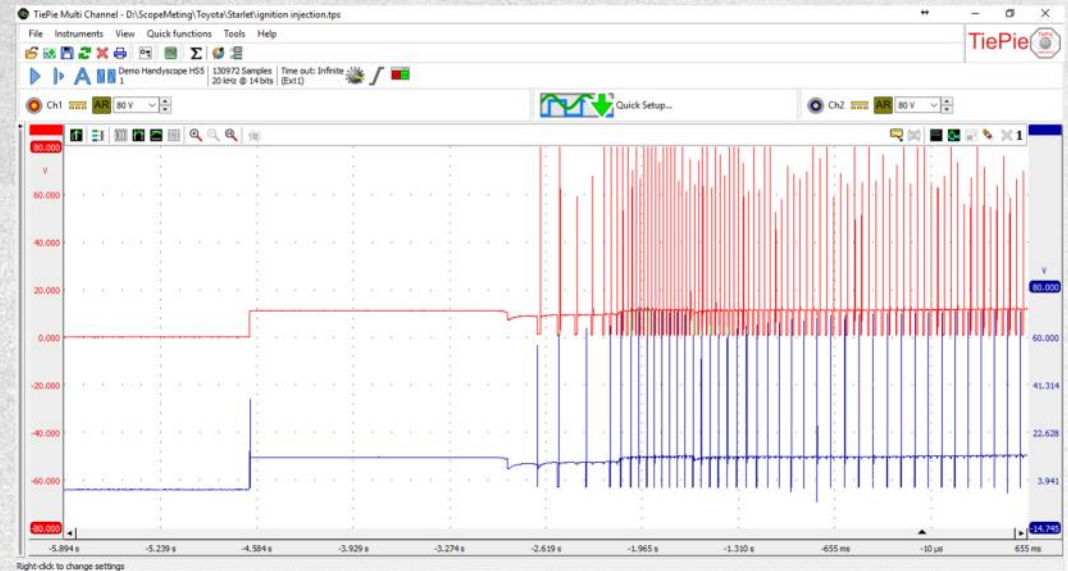 TiePie Multi Channel - D:\ScopeMeting\Toyota\Starlet\ignition injection.tps
File Instruments View Quick functions Tools Help
TiePie
Demo Handyscope HS5
1
130972 Samples
20 kHz @ 14 bits
Time out: Infinite
(Ext1)
Ch1 AR 80 V
Quick Setup...
Ch2 AR 80 V
1
80.000
V
60.000
40.000
20.000
0.000
-20.000
-40.000
-60.000
-80.000
V
80.000
60.000
41.314
22.628
3.941
-14.745
-5.894 s -5.239 s -4.584 s -3.929 s -3.274 s -2.619 s -1.965 s -1.310 s -655 ms -10 µs 655 ms
Right-click to change settings